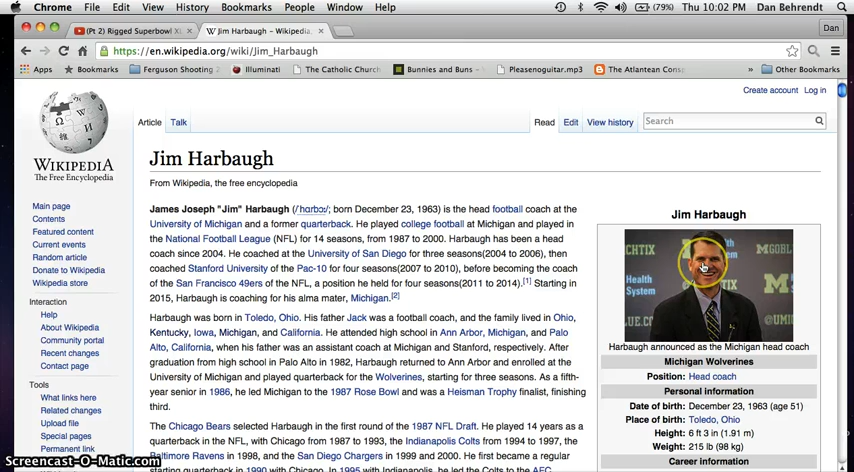 Chrome File Edit View History Bookmarks People Window Help (79%) Thu 10:02 PM Dan Behrendt
(Pt 2) Rigged Superbowl XL Jim Harbaugh - Wikipedia, Dan
https://en.wikipedia.org/wiki/Jim_Harbaugh
Apps Bookmarks Ferguson Shooting Illuminati The Catholic Church Bunnies and Buns - Pleasenoguitar.mp3 The Atlantean Cons » Other Bookmarks
Create account Log in
Article Talk Read Edit View history Search
WIKIPEDIA
The Free Encyclopedia
Main page
Contents
Featured content
Current events
Random article
Donate to Wikipedia
Wikipedia store
Interaction
Help
About Wikipedia
Community portal
Recent changes
Contact page
Tools
What links here
Related changes
Upload file
Special pages
Permanent link
Jim Harbaugh
From Wikipedia, the free encyclopedia
James Joseph "Jim" Harbaugh (/ˈhɑrbɔː/; born December 23, 1963) is the head football coach at the
University of Michigan and a former quarterback. He played college football at Michigan and played in
the National Football League (NFL) for 14 seasons, from 1987 to 2000. Harbaugh has been a head
coach since 2004. He coached at the University of San Diego for three seasons(2004 to 2006), then
coached Stanford University of the Pac-10 for four seasons(2007 to 2010), before becoming the coach
of the San Francisco 49ers of the NFL, a position he held for four seasons(2011 to 2014).[1] Starting in
2015, Harbaugh is coaching for his alma mater, Michigan.[2]
Harbaugh was born in Toledo, Ohio. His father Jack was a football coach, and the family lived in Ohio,
Kentucky, Iowa, Michigan, and California. He attended high school in Ann Arbor, Michigan, and Palo
Alto, California, when his father was an assistant coach at Michigan and Stanford, respectively. After
graduation from high school in Palo Alto in 1982, Harbaugh returned to Ann Arbor and enrolled at the
University of Michigan and played quarterback for the Wolverines, starting for three seasons. As a fifth-
year senior in 1986, he led Michigan to the 1987 Rose Bowl and was a Heisman Trophy finalist, finishing
third.
The Chicago Bears selected Harbaugh in the first round of the 1987 NFL Draft. He played 14 years as a
quarterback in the NFL, with Chicago from 1987 to 1993, the Indianapolis Colts from 1994 to 1997, the
Baltimore Ravens in 1998, and the San Diego Chargers in 1999 and 2000. He first became a regular
starting quarterback in 1990 with Chicago. In 1995 with Indianapolis, he led the Colts to the AFC
Jim Harbaugh
Health
System
Health
System
Harbaugh announced as the Michigan head coach
Michigan Wolverines
Position: Head coach
Personal information
Date of birth: December 23, 1963 (age 51)
Place of birth: Toledo, Ohio
Height: 6 ft 3 in (1.91 m)
Weight: 215 lb (98 kg)
Career information
Screencast-O-Matic.com